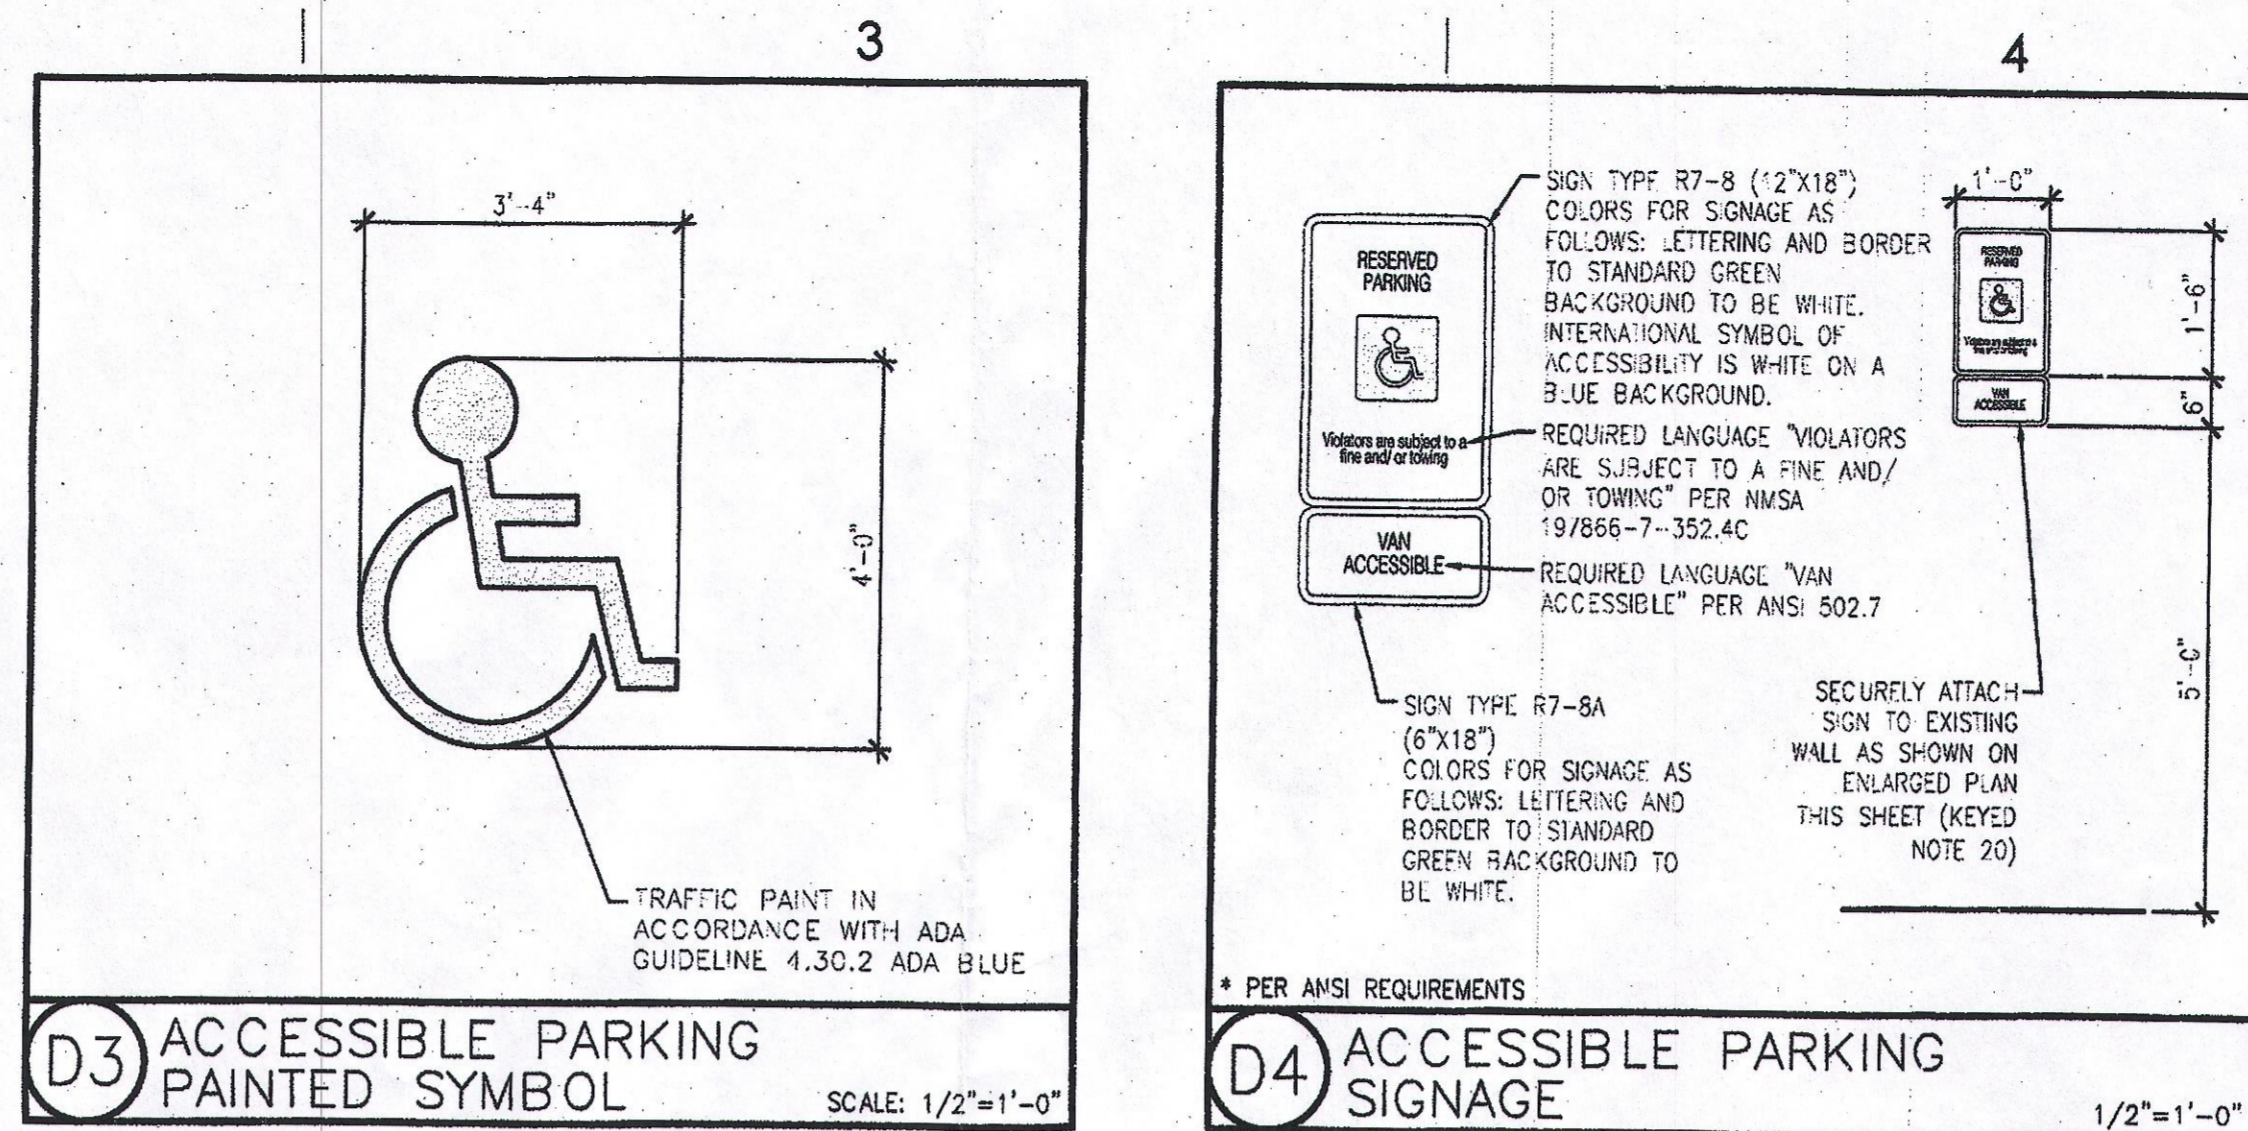 3
4
3'-4"
4'-0"
TRAFFIC PAINT IN
ACCORDANCE WITH ADA
GUIDELINE 4.30.2 ADA BLUE
D3
ACCESSIBLE PARKING
PAINTED SYMBOL
SCALE: 1/2"=1'-0"
RESERVED
PARKING
Violators are subject to a
fine and/ or towing
VAN
ACCESSIBLE
SIGN TYPE R7-8 (12"X18")
COLORS FOR SIGNAGE AS
FOLLOWS: LETTERING AND BORDER
TO STANDARD GREEN
BACKGROUND TO BE WHITE.
INTERNATIONAL SYMBOL OF
ACCESSIBILITY IS WHITE ON A
BLUE BACKGROUND.
REQUIRED LANGUAGE "VIOLATORS
ARE SUBJECT TO A FINE AND/
OR TOWING" PER NMSA
197866-7-352.4C
REQUIRED LANGUAGE "VAN
ACCESSIBLE" PER ANSI 502.7
SIGN TYPE R7-8A
(6"X18")
COLORS FOR SIGNAGE AS
FOLLOWS: LETTERING AND
BORDER TO STANDARD
GREEN BACKGROUND TO
BE WHITE.
1'-0"
RESERVED
PARKING
VAN
ACCESSIBLE
1'-6"
6"
5'-0"
SECURELY ATTACH
SIGN TO EXISTING
WALL AS SHOWN ON
ENLARGED PLAN
THIS SHEET (KEYED
NOTE 20)
* PER ANSI REQUIREMENTS
D4
ACCESSIBLE PARKING
SIGNAGE
1/2"=1'-0"